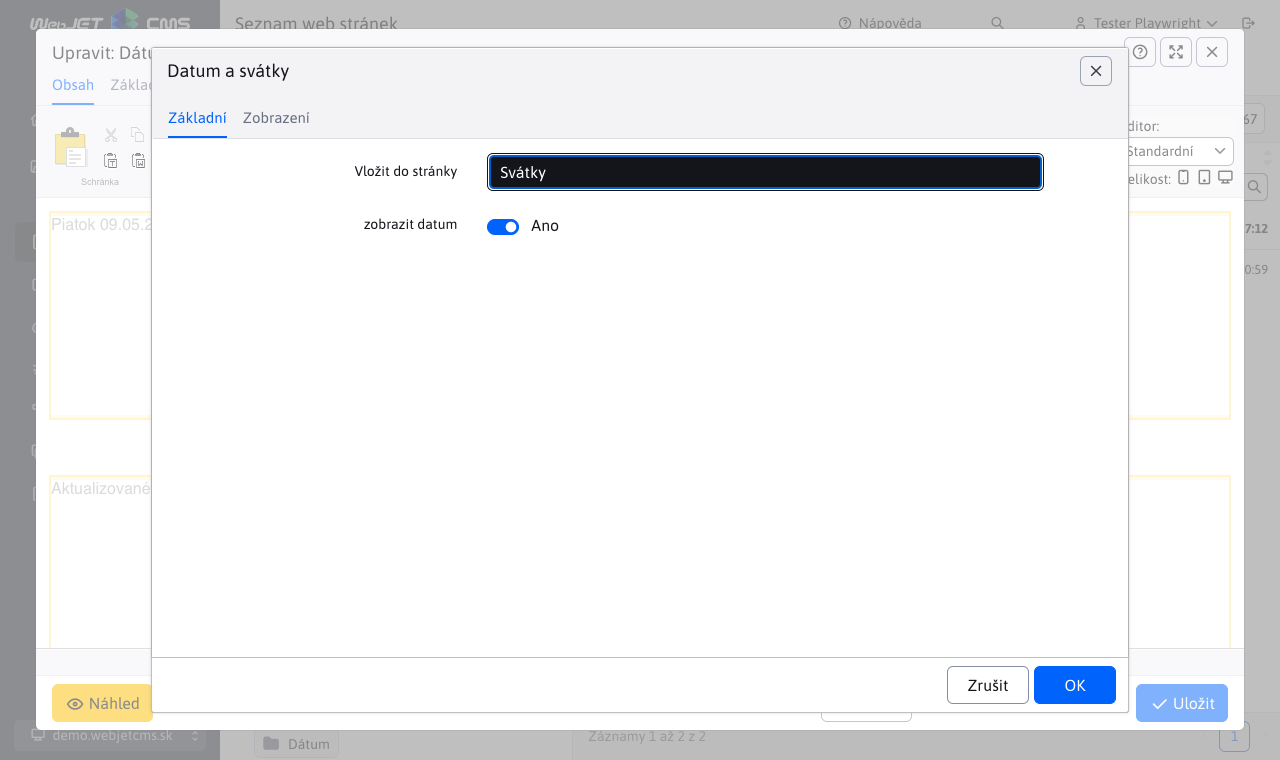 WebJET CMS
Seznam web stránek
Nápověda
Tester Playwright
Upravit: Dátu
Datum a svátky
Obsah
Základ
Základní
Zobrazení
ditor:
67
Standardní
Vložit do stránky
Svátky
elikost:
Schránka
zobrazit datum
Ano
Piatok 09.05.2
7:12
0:59
Aktualizované
Zrušit
OK
Náhled
Uložit
demo.webjetcms.sk
Dátum
Záznamy 1 až 2 z 2
1